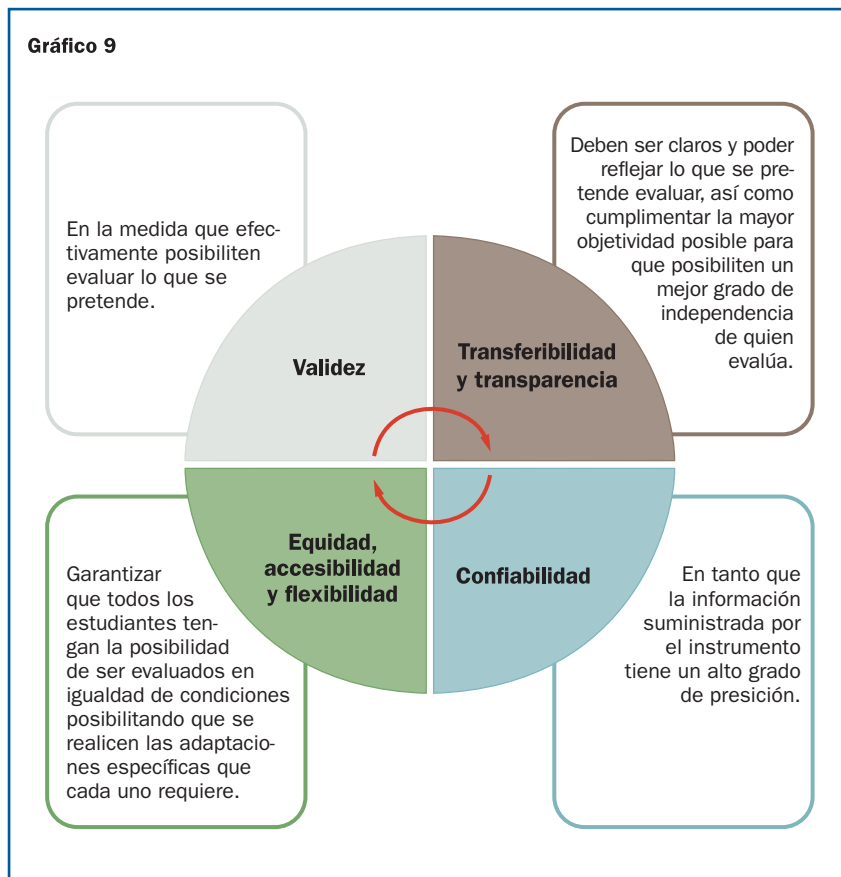 Gráfico 9
En la medida que efec-
tivamente posibiliten
evaluar lo que se
pretende.
Deben ser claros y poder
reflejar lo que se pre-
tende evaluar, así como
cumplimentar la mayor
objetividad posible para
que posibiliten un
mejor grado de
independencia
de quien
evalúa.
Validez
Transferibilidad
y transparencia
Equidad,
accesibilidad
y flexibilidad
Confiabilidad
Garantizar
que todos los
estudiantes ten-
gan la posibilidad
de ser evaluados en
igualdad de condiciones
posibilitando que se
realicen las adaptacio-
nes específicas que
cada uno requiere.
En tanto que
la información
suministrada por
el instrumento
tiene un alto grado
de presición.